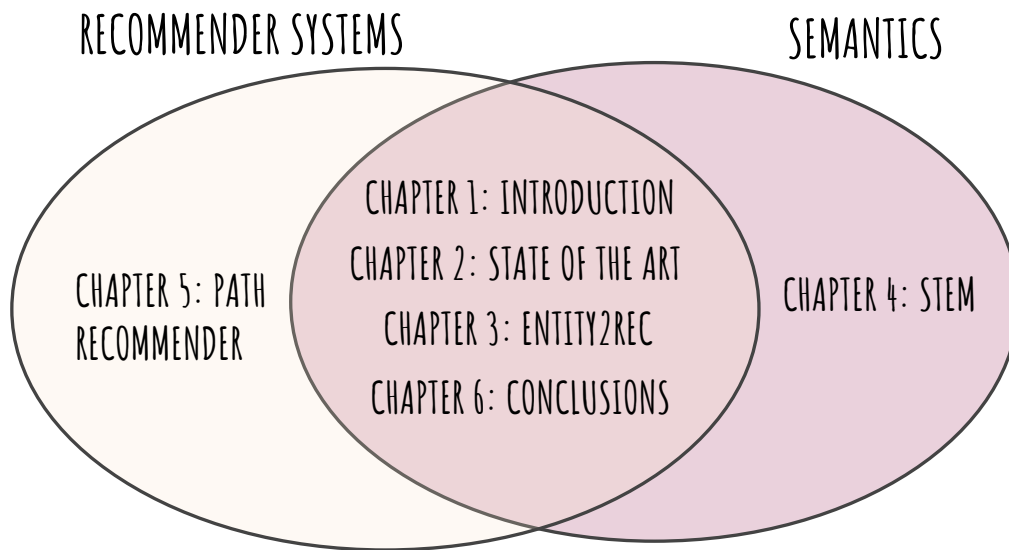 RECOMMENDER SYSTEMS
SEMANTICS
CHAPTER 1: INTRODUCTION
CHAPTER 2: STATE OF THE ART
CHAPTER 3: ENTITY2REC
CHAPTER 6: CONCLUSIONS
CHAPTER 5: PATH
RECOMMENDER
CHAPTER 4: STEM